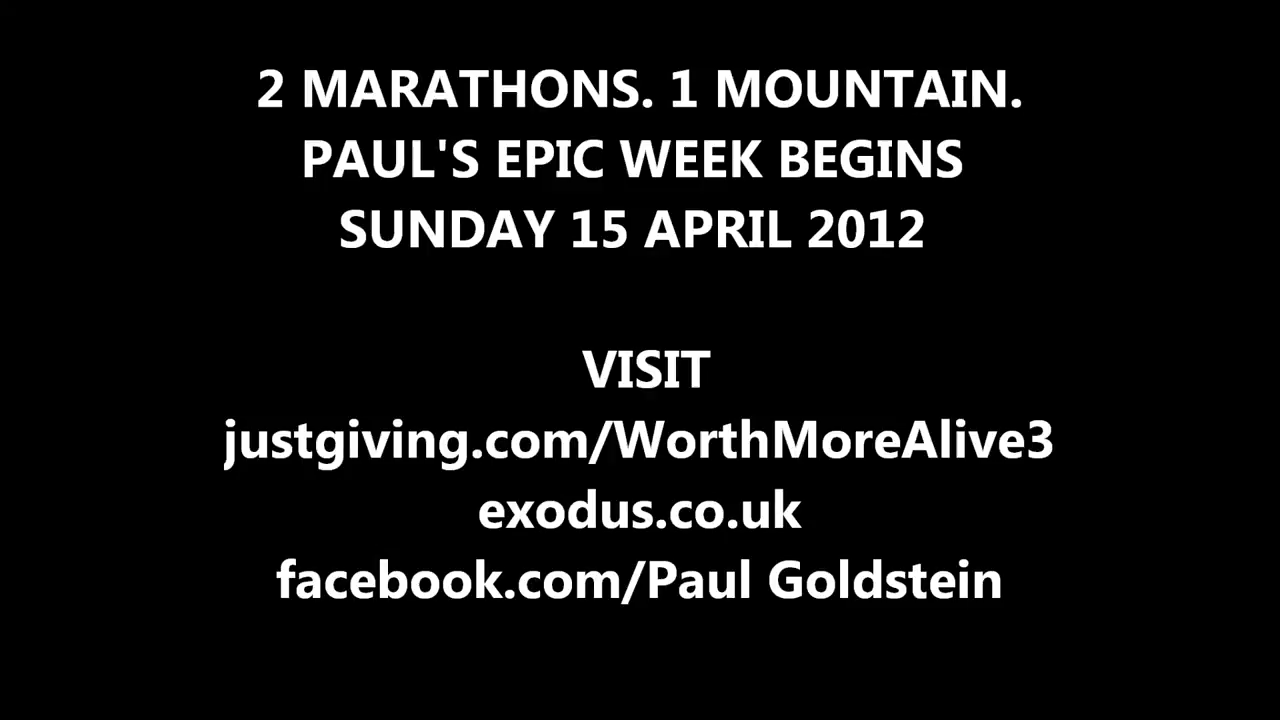 2 MARATHONS. 1 MOUNTAIN.
PAUL'S EPIC WEEK BEGINS
SUNDAY 15 APRIL 2012
VISIT
justgiving.com/WorthMoreAlive3
exodus.co.uk
facebook.com/Paul Goldstein